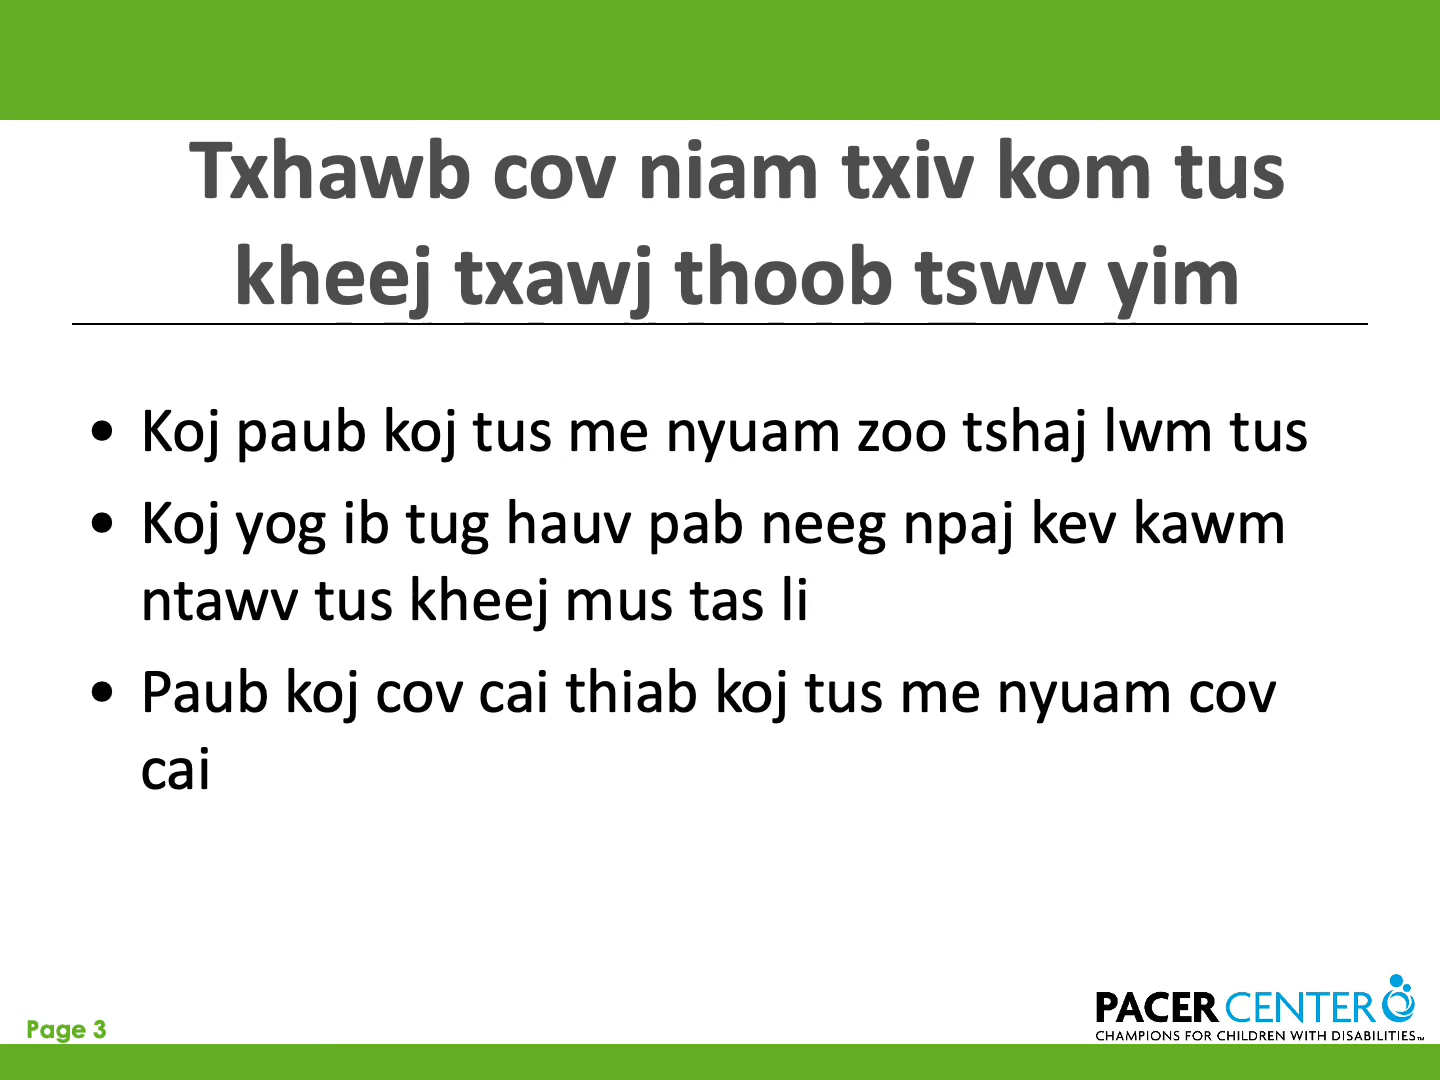 Txhawb cov niam txiv kom tus
kheej txawj thoob tswv yim
• Koj paub koj tus me nyuam zoo tshaj lwm tus
• Koj yog ib tug hauv pab neeg npaj kev kawm
ntawv tus kheej mus tas li
• Paub koj cov cai thiab koj tus me nyuam cov
cai
Page 3
PACER CENTER
CHAMPIONS FOR CHILDREN WITH DISABILITIES™